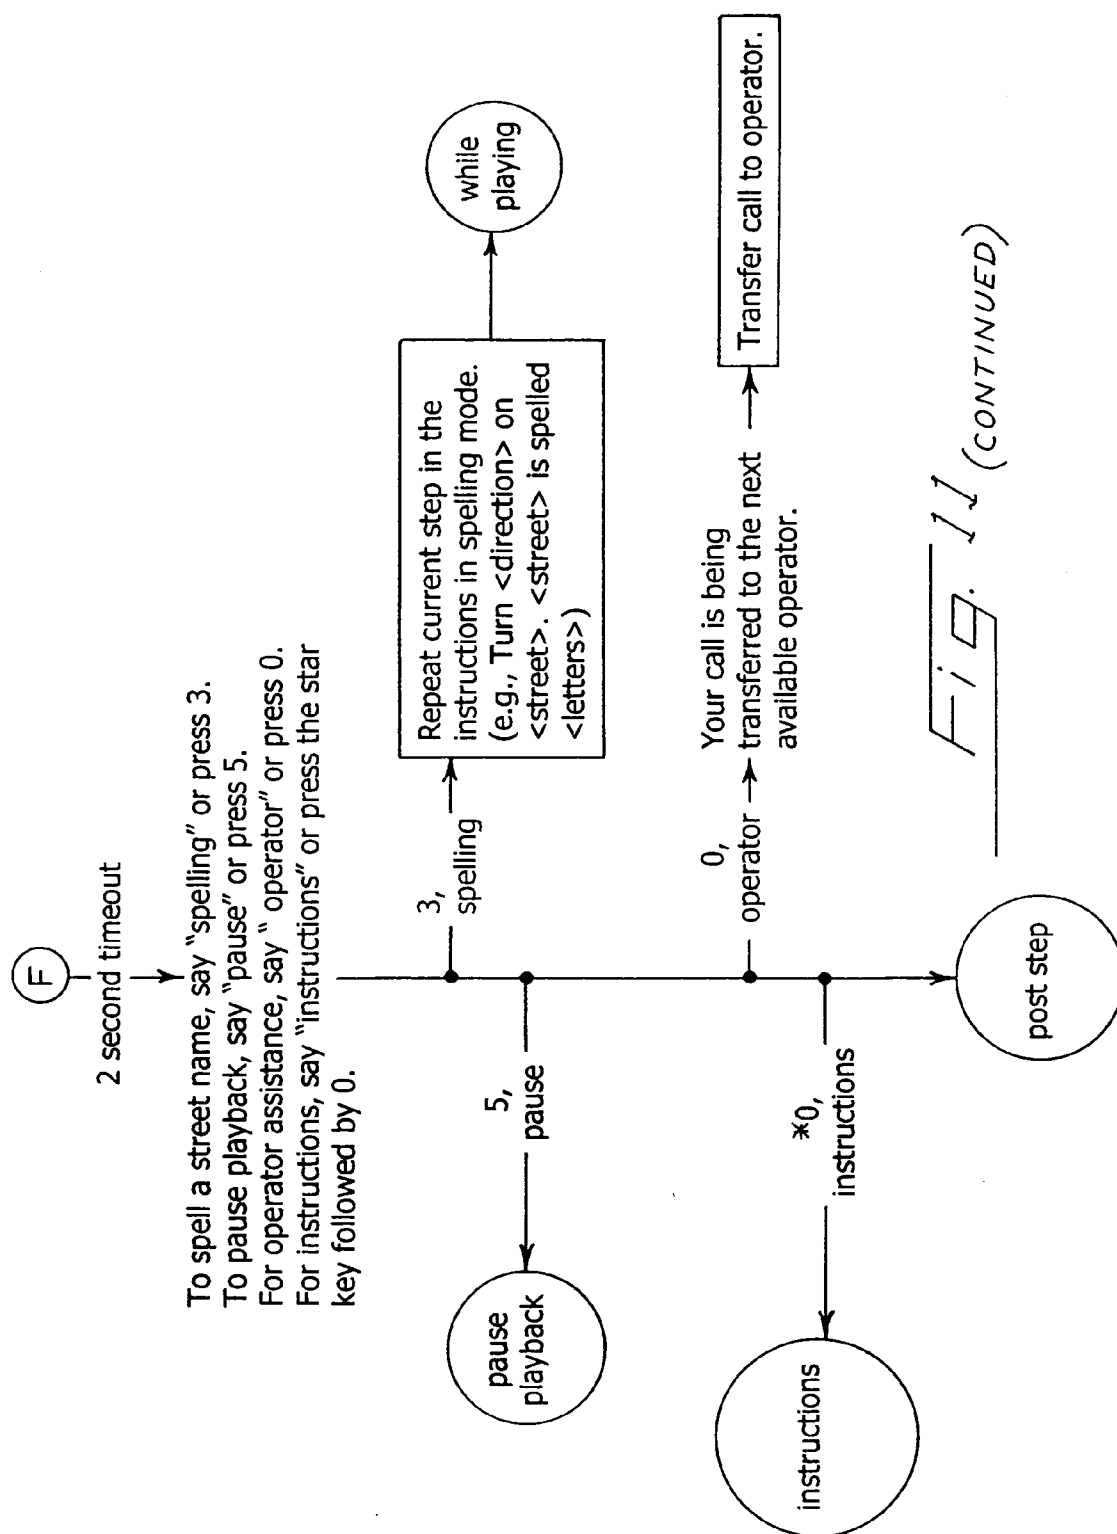 F
2 second timeout
To spell a street name, say "spelling" or press 3.
To pause playback, say "pause" or press 5.
For operator assistance, say " operator" or press 0.
For instructions, say "instructions" or press the star
key followed by 0.
3,
spelling
Repeat current step in the
instructions in spelling mode.
(e.g., Turn <direction> on
<street>. <street> is spelled
<letters>)
while
playing
5,
pause
pause
playback
0,
operator
Your call is being
transferred to the next
available operator.
Transfer call to operator.
*0,
instructions
instructions
post step
Fig. 11 (CONTINUED)